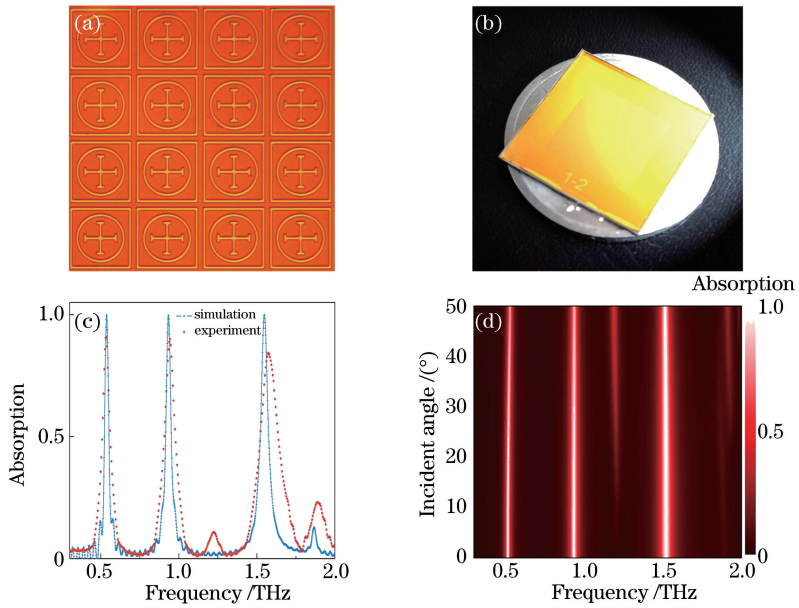 (a)
(b)
1-2
(c)
1.0
0.5
0
Absorption
simulation
experiment
0.5 1.0 1.5 2.0
Frequency /THz
Absorption
(d)
50
40
30
20
10
0
Incident angle /(°)
1.0
0.5
0
0.5 1.0 1.5 2.0
Frequency /THz